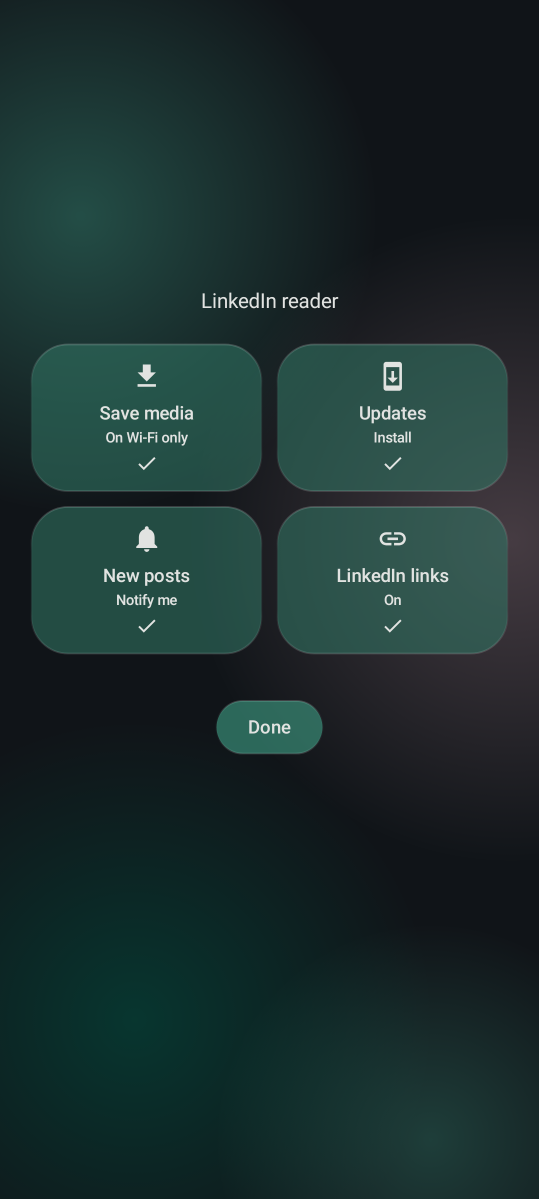 LinkedIn reader
Save media
On Wi-Fi only
Updates
Install
New posts
Notify me
LinkedIn links
On
Done